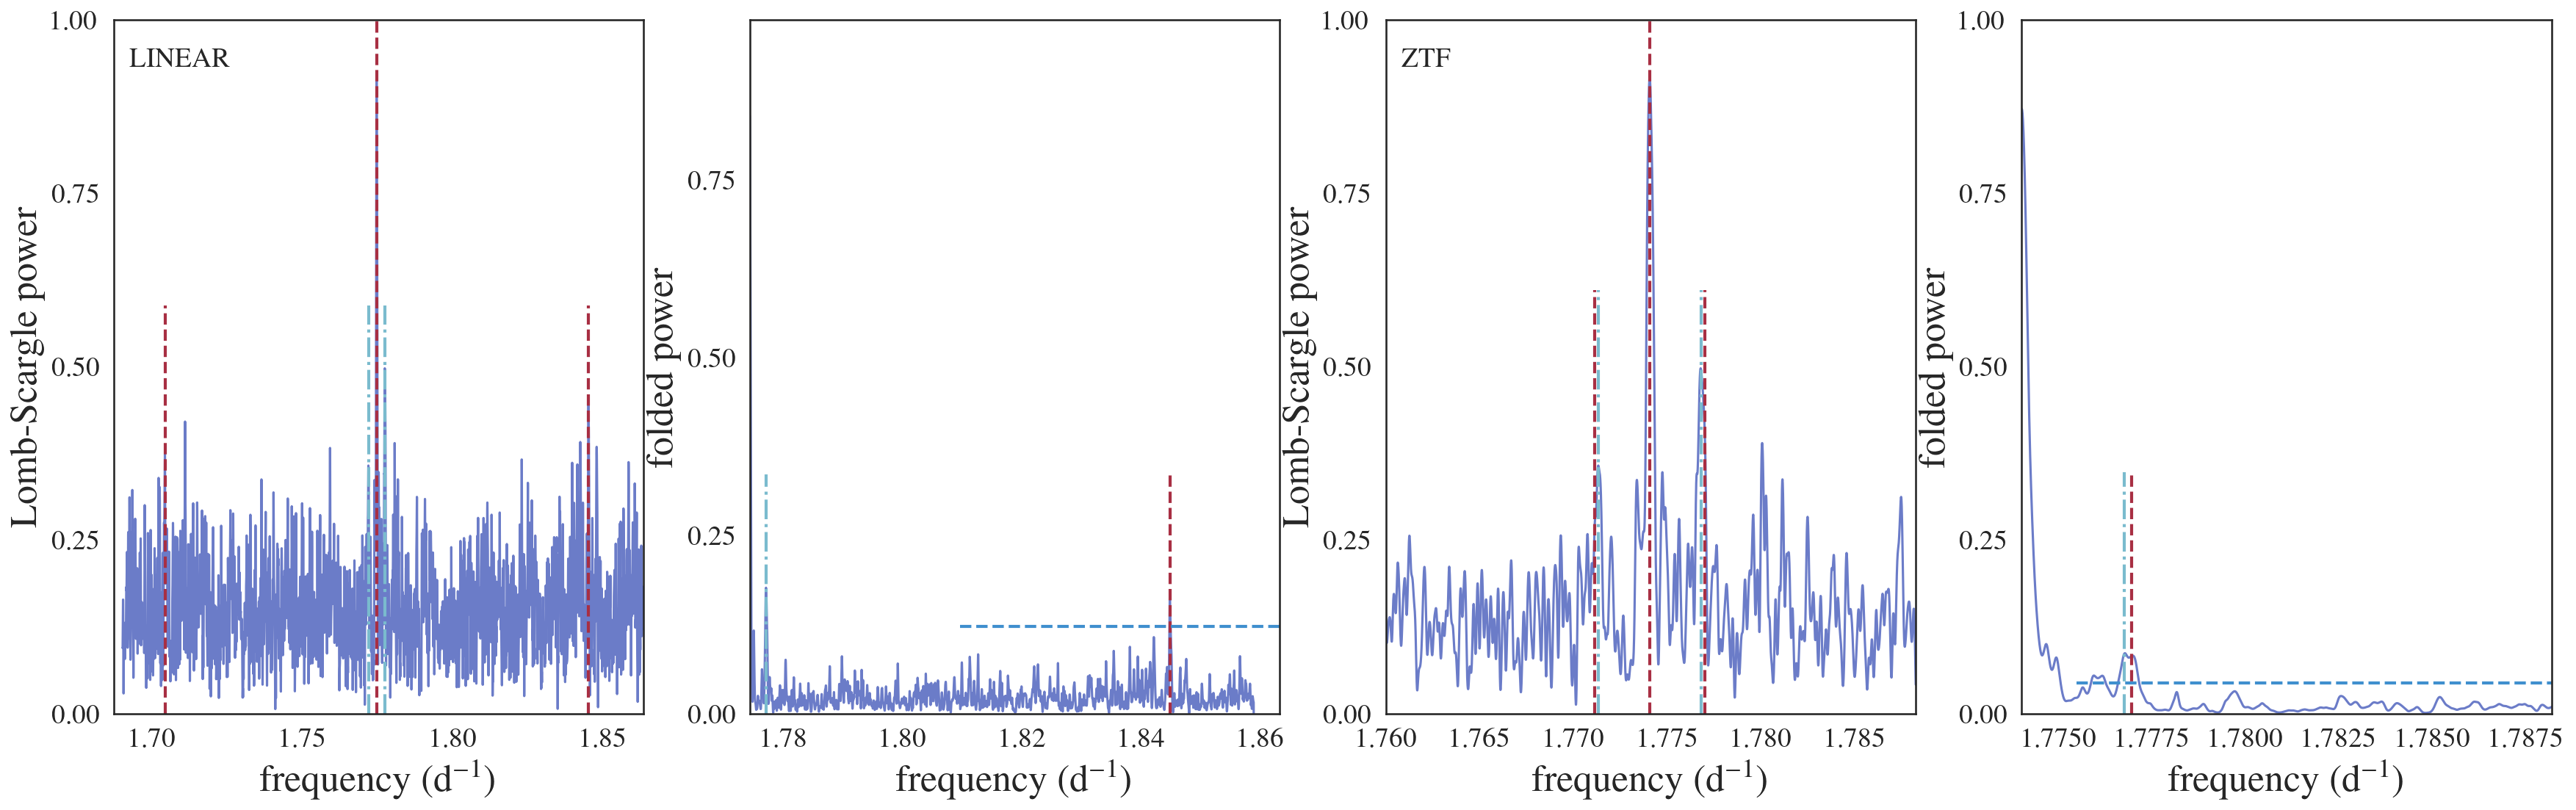 LINEAR
Lomb-Scargle power
1.00
0.75
0.50
0.25
0.00
1.70 1.75 1.80 1.85
frequency (d⁻¹)
folded power
0.75
0.50
0.25
0.00
1.78 1.80 1.82 1.84 1.86
frequency (d⁻¹)
ZTF
Lomb-Scargle power
1.00
0.75
0.50
0.25
0.00
1.760 1.765 1.770 1.775 1.780 1.785
frequency (d⁻¹)
folded power
1.00
0.75
0.50
0.25
0.00
1.7750 1.7775 1.7800 1.7825 1.7850 1.7875
frequency (d⁻¹)